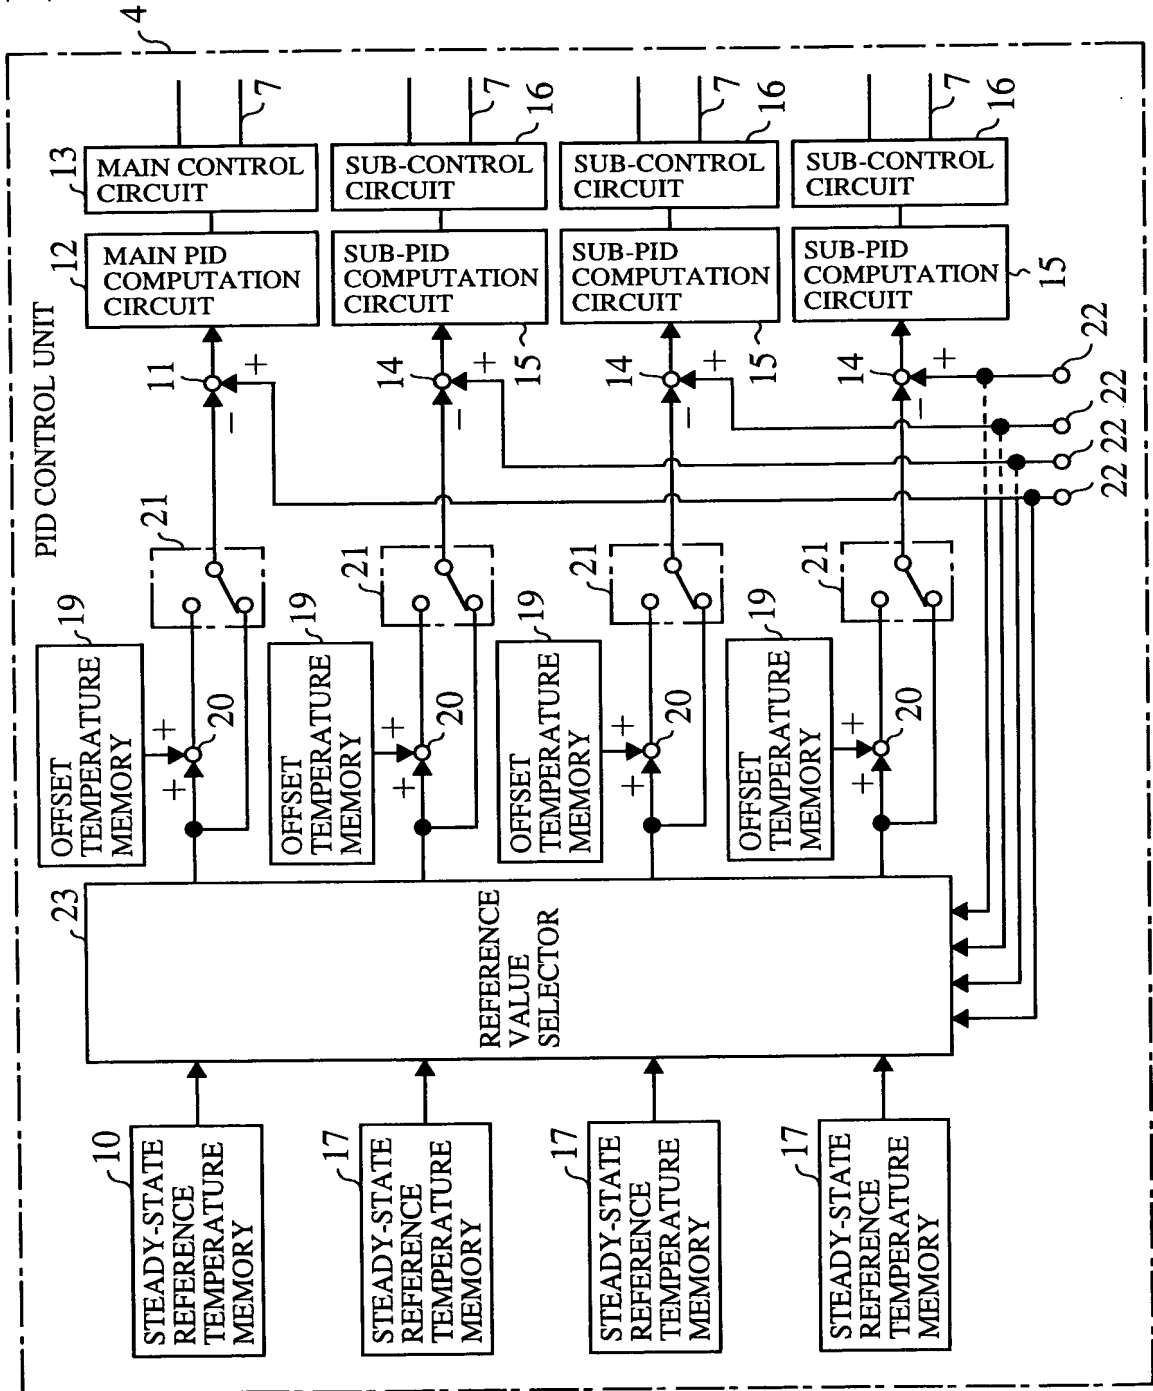 4
PID CONTROL UNIT
13
MAIN CONTROL
CIRCUIT
7
12
MAIN PID
COMPUTATION
CIRCUIT
11
+
−
21
19
OFFSET
TEMPERATURE
MEMORY
+
+
20
10
STEADY-STATE
REFERENCE
TEMPERATURE
MEMORY
23
REFERENCE
VALUE
SELECTOR
SUB-CONTROL
CIRCUIT
7
16
SUB-PID
COMPUTATION
CIRCUIT
15
14
+
−
21
19
OFFSET
TEMPERATURE
MEMORY
+
+
20
17
STEADY-STATE
REFERENCE
TEMPERATURE
MEMORY
SUB-CONTROL
CIRCUIT
7
16
SUB-PID
COMPUTATION
CIRCUIT
15
14
+
−
21
19
OFFSET
TEMPERATURE
MEMORY
+
+
20
17
STEADY-STATE
REFERENCE
TEMPERATURE
MEMORY
SUB-CONTROL
CIRCUIT
7
16
SUB-PID
COMPUTATION
CIRCUIT
15
14
+
−
21
19
OFFSET
TEMPERATURE
MEMORY
+
+
20
17
STEADY-STATE
REFERENCE
TEMPERATURE
MEMORY
22
22
22
22